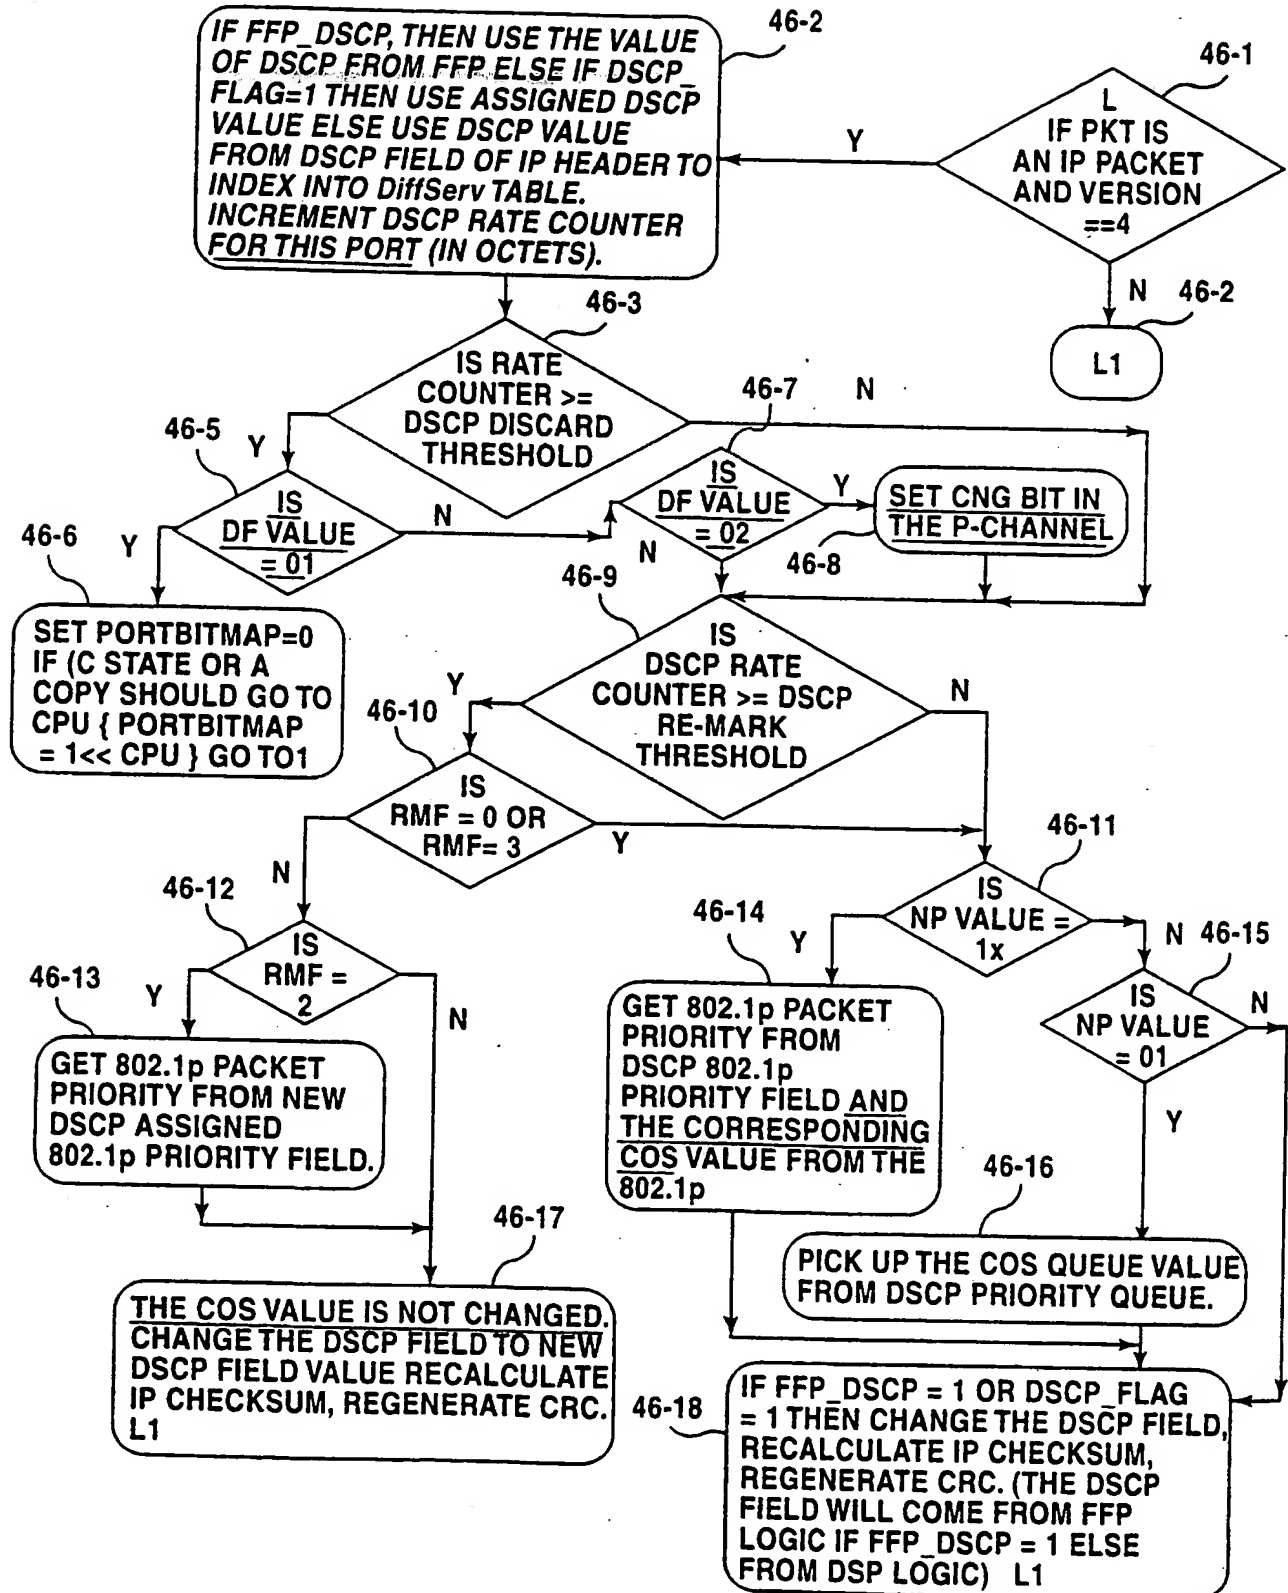 46-2
IF FFP_DSCP, THEN USE THE VALUE
OF DSCP FROM FFP ELSE IF DSCP_
FLAG=1 THEN USE ASSIGNED DSCP
VALUE ELSE USE DSCP VALUE
FROM DSCP FIELD OF IP HEADER TO
INDEX INTO DiffServ TABLE.
INCREMENT DSCP RATE COUNTER
FOR THIS PORT (IN OCTETS).
46-1
L
IF PKT IS
AN IP PACKET
AND VERSION
==4
Y
N
46-2
L1
46-3
IS RATE
COUNTER >=
DSCP DISCARD
THRESHOLD
Y
N
46-5
IS
DF VALUE
= 01
Y
N
46-7
IS
DF VALUE
= 02
Y
N
46-8
SET CNG BIT IN
THE P-CHANNEL
46-6
SET PORTBITMAP=0
IF (C STATE OR A
COPY SHOULD GO TO
CPU { PORTBITMAP
= 1<< CPU } GO TO1
46-9
IS
DSCP RATE
COUNTER >= DSCP
RE-MARK
THRESHOLD
Y
N
46-10
IS
RMF = 0 OR
RMF= 3
Y
N
46-11
IS
NP VALUE =
1x
Y
N
46-12
IS
RMF =
2
Y
N
46-13
GET 802.1p PACKET
PRIORITY FROM NEW
DSCP ASSIGNED
802.1p PRIORITY FIELD.
46-14
GET 802.1p PACKET
PRIORITY FROM
DSCP 802.1p
PRIORITY FIELD AND
THE CORRESPONDING
COS VALUE FROM THE
802.1p
46-15
IS
NP VALUE
= 01
N
Y
46-16
PICK UP THE COS QUEUE VALUE
FROM DSCP PRIORITY QUEUE.
46-17
THE COS VALUE IS NOT CHANGED.
CHANGE THE DSCP FIELD TO NEW
DSCP FIELD VALUE RECALCULATE
IP CHECKSUM, REGENERATE CRC.
L1
46-18
IF FFP_DSCP = 1 OR DSCP_FLAG
= 1 THEN CHANGE THE DSCP FIELD,
RECALCULATE IP CHECKSUM,
REGENERATE CRC. (THE DSCP
FIELD WILL COME FROM FFP
LOGIC IF FFP_DSCP = 1 ELSE
FROM DSP LOGIC) L1